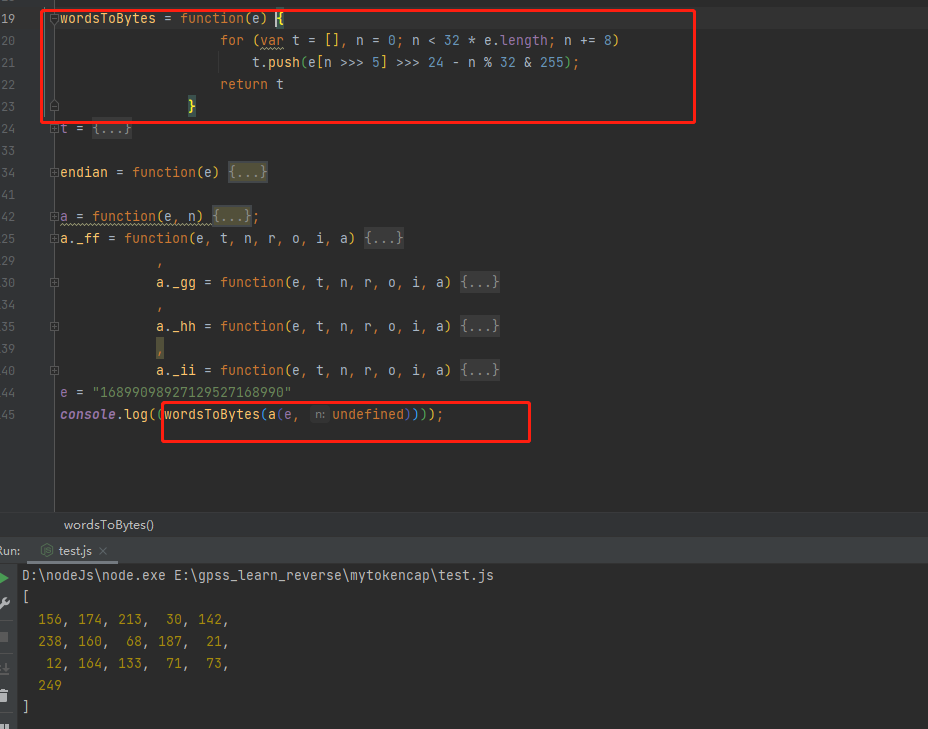 19 wordsToBytes = function(e) {
20 for (var t = [], n = 0; n < 32 * e.length; n += 8)
21 t.push(e[n >>> 5] >>> 24 - n % 32 & 255);
22 return t
23 }
24 t = {...}
33
34 endian = function(e) {...}
41
42 a = function(e, n) {...};
25 a._ff = function(e, t, n, r, o, i, a) {...}
29 ,
30 a._gg = function(e, t, n, r, o, i, a) {...}
34 ,
35 a._hh = function(e, t, n, r, o, i, a) {...}
39 ,
40 a._ii = function(e, t, n, r, o, i, a) {...}
44 e = "16899098927129527168990"
45 console.log((wordsToBytes(a(e, n: undefined))));
wordsToBytes()
Run: test.js
D:\nodeJs\node.exe E:\gpss_learn_reverse\mytokencap\test.js
[
156, 174, 213, 30, 142,
238, 160, 68, 187, 21,
12, 164, 133, 71, 73,
249
]